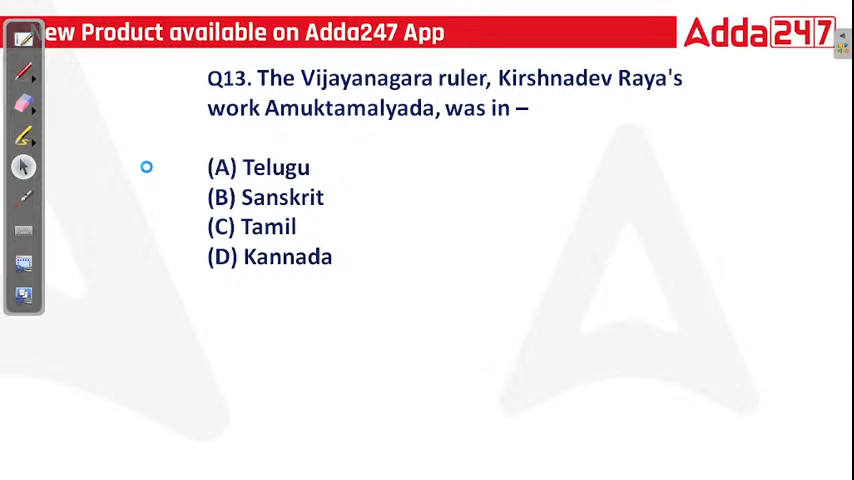 New Product available on Adda247 App
Adda247
Q13. The Vijayanagara ruler, Kirshnadev Raya's
work Amuktamalyada, was in –
(A) Telugu
(B) Sanskrit
(C) Tamil
(D) Kannada